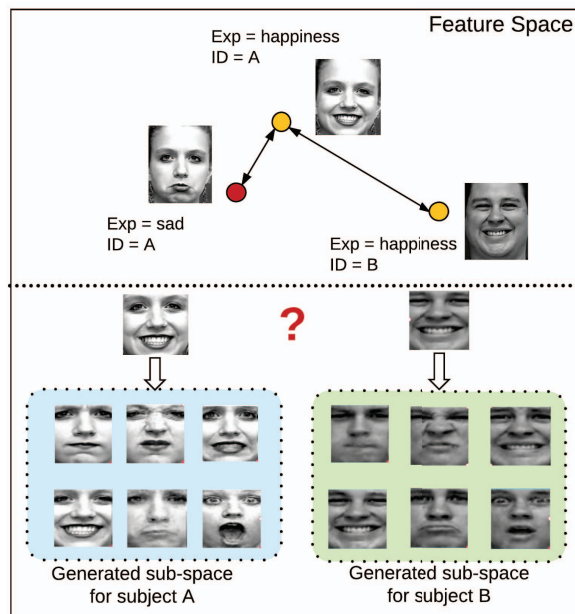 Feature Space
Exp = happiness
ID = A
Exp = sad
ID = A
Exp = happiness
ID = B
?
Generated sub-space
for subject A
Generated sub-space
for subject B